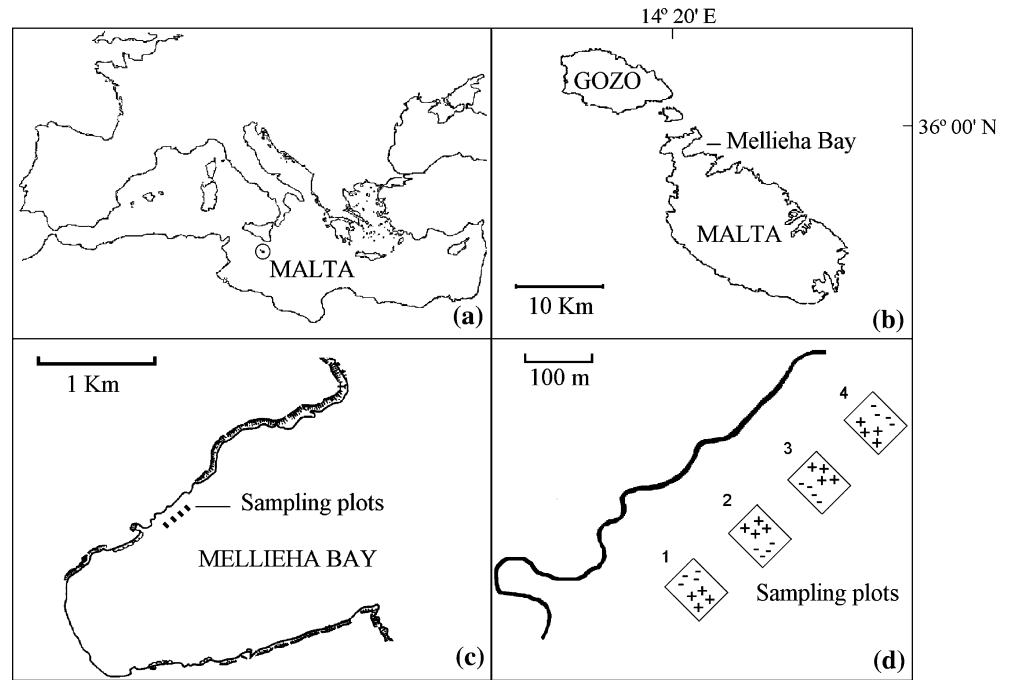 14º 20' E
GOZO
36º 00' N
Mellieha Bay
MALTA
MALTA
10 Km
(a)
(b)
1 Km
100 m
4
3
Sampling plots
2
MELLIEHA BAY
1
Sampling plots
(c)
(d)